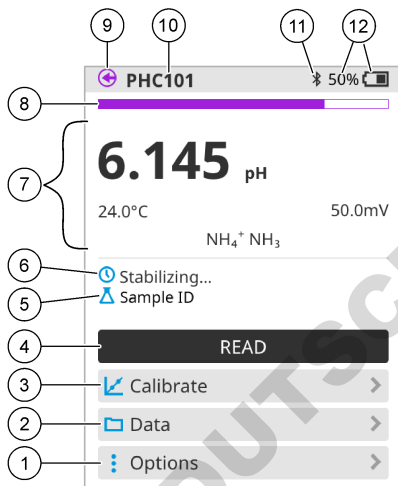 9 10 11 12
PHC101 50%
8
7
6.145 pH
24.0°C 50.0mV
NH₄⁺ NH₃
6 Stabilizing...
5 Sample ID
4 READ
3 Calibrate
2 Data
1 Options